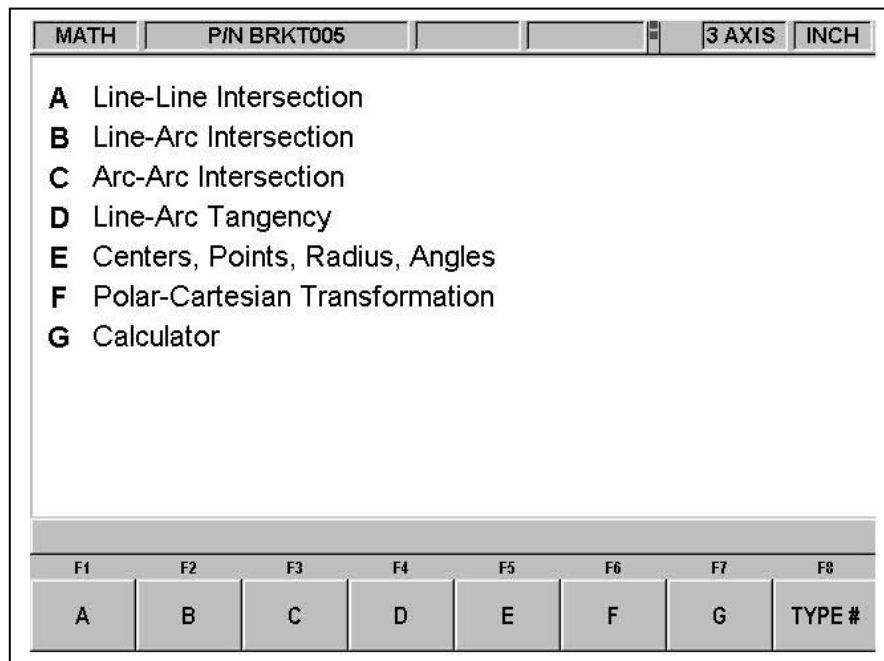 MATH P/N BRKT005 3 AXIS INCH
A Line-Line Intersection
B Line-Arc Intersection
C Arc-Arc Intersection
D Line-Arc Tangency
E Centers, Points, Radius, Angles
F Polar-Cartesian Transformation
G Calculator
F1 F2 F3 F4 F5 F6 F7 F8
A B C D E F G TYPE #